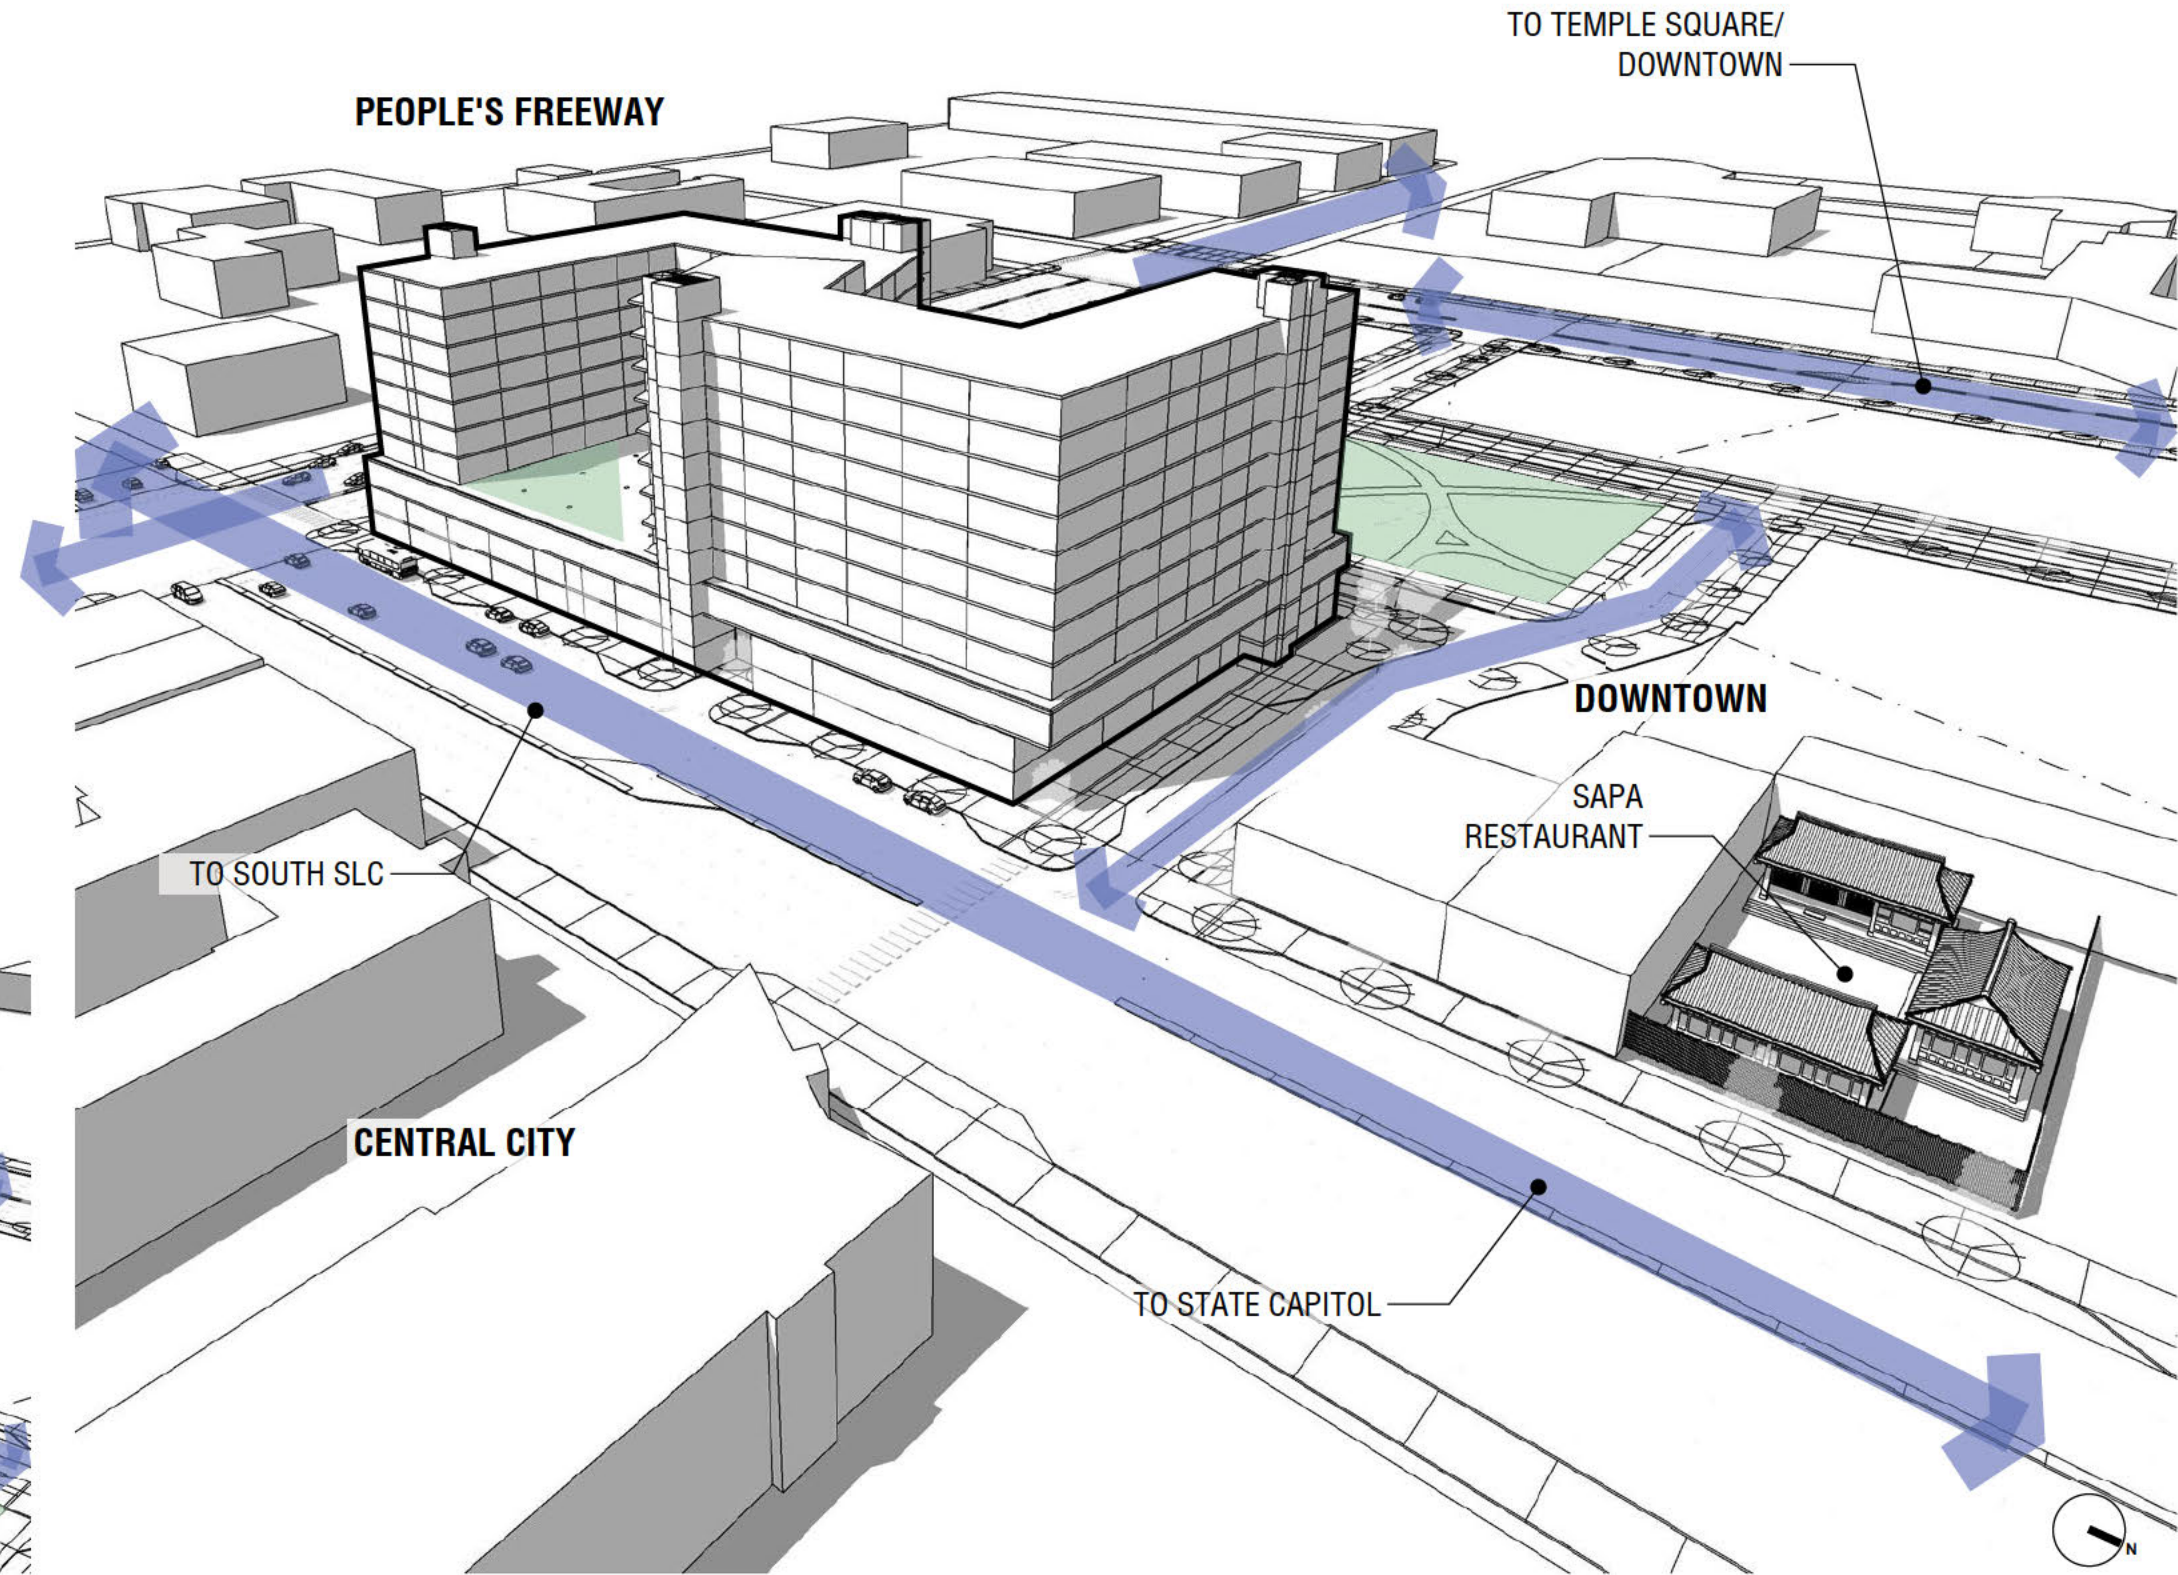 TO TEMPLE SQUARE/
DOWNTOWN
PEOPLE'S FREEWAY
DOWNTOWN
SAPA
RESTAURANT
TO SOUTH SLC
CENTRAL CITY
TO STATE CAPITOL
N